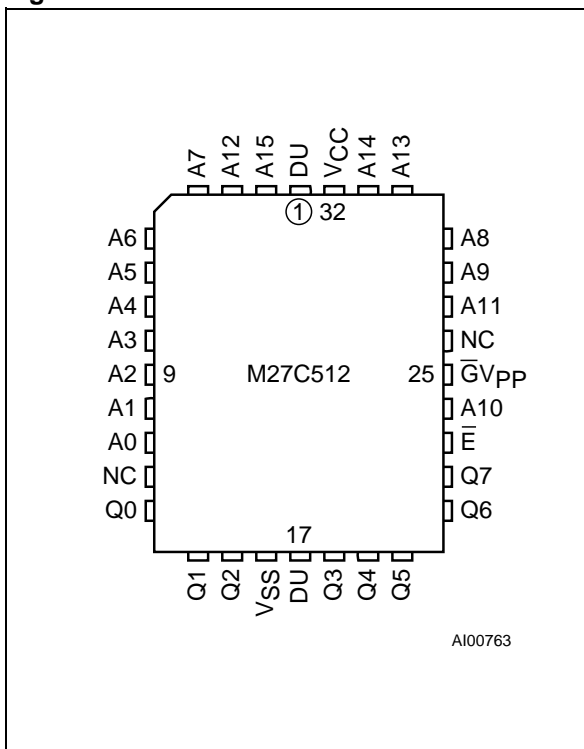 A7 A12 A15 DU VCC A14 A13
1 32
A6 A8
A5 A9
A4 A11
A3 NC
A2 9 M27C512 25 G̅VPP
A1 A10
A0 E̅
NC Q7
Q0 Q6
17
Q1 Q2 VSS DU Q3 Q4 Q5
AI00763